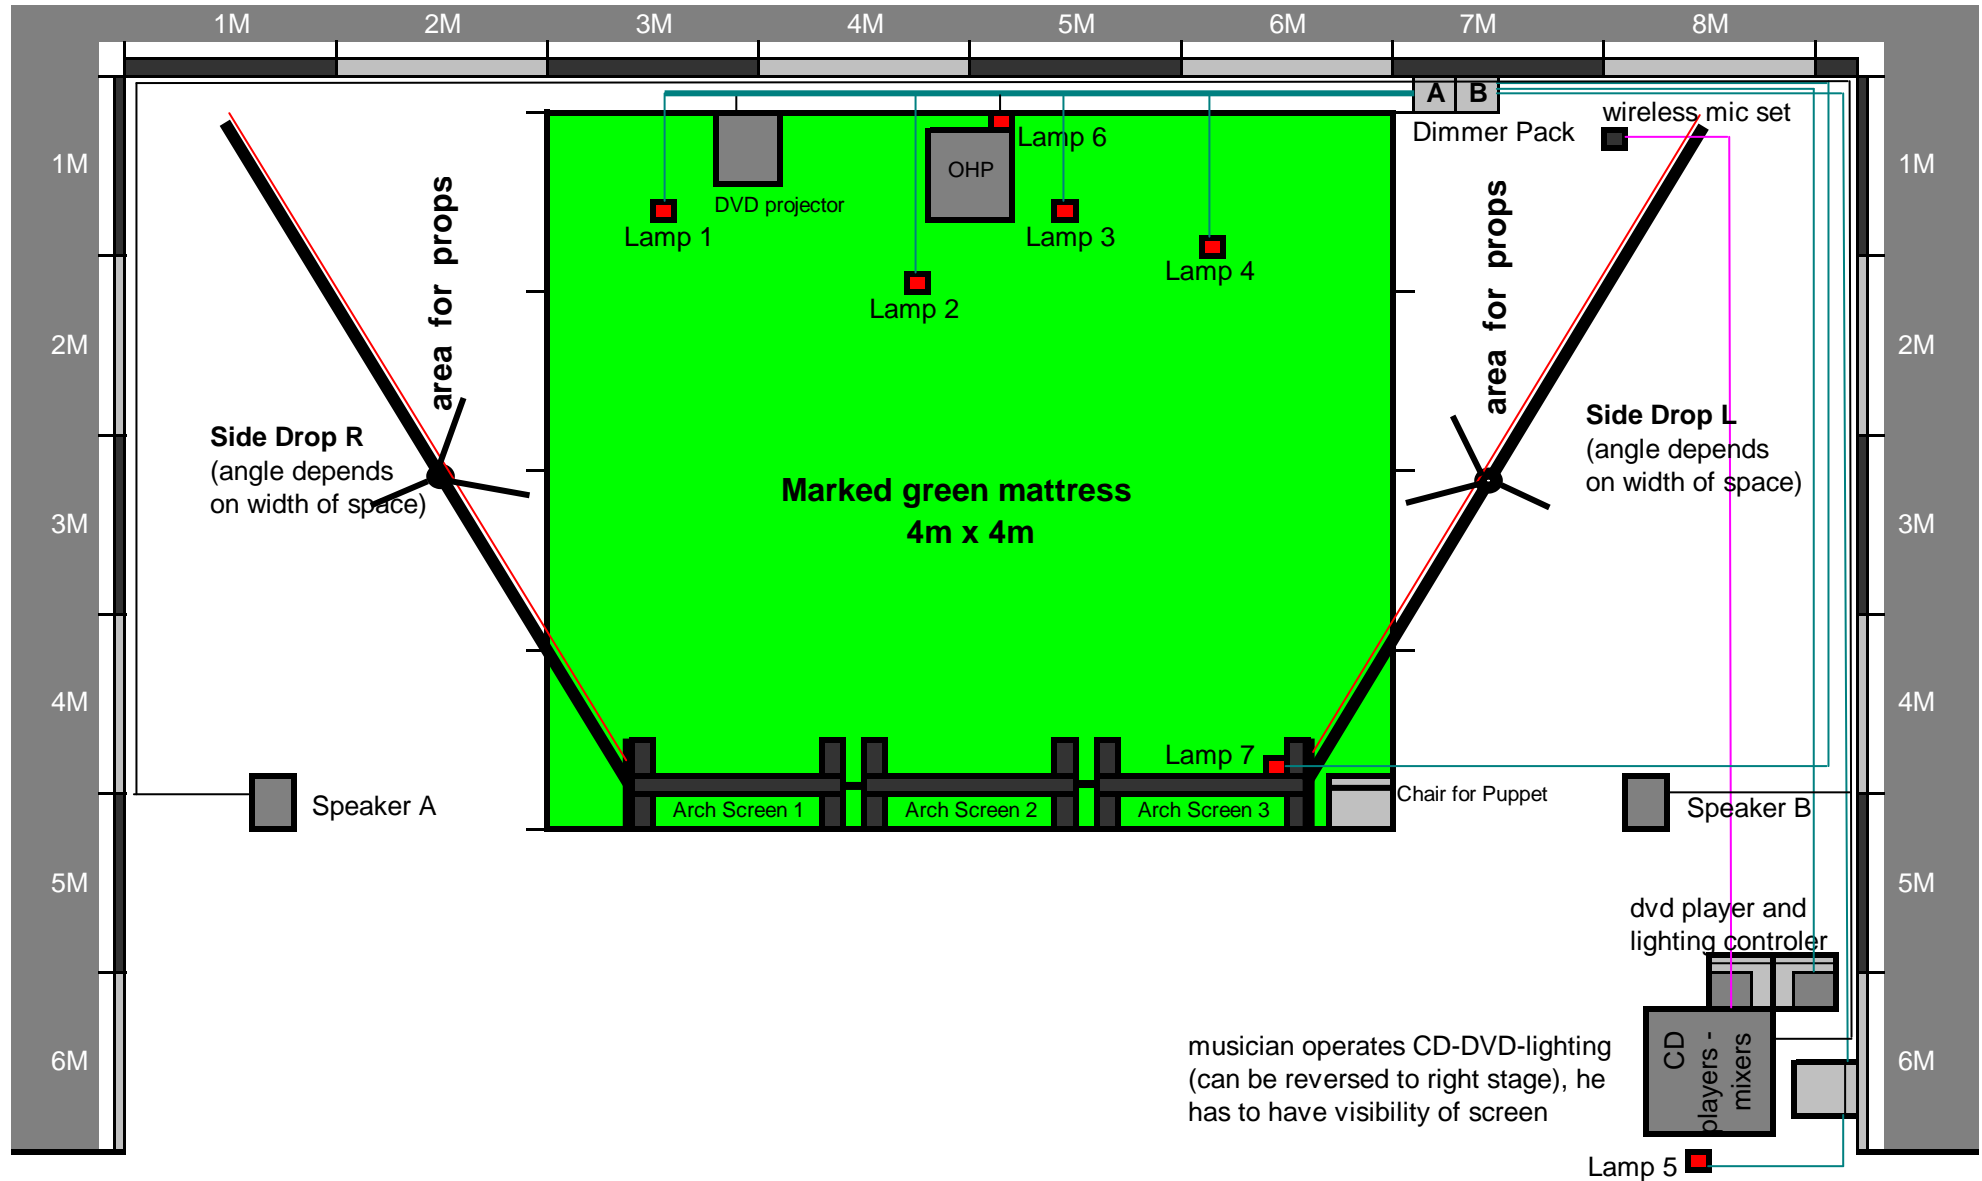 1M 2M 3M 4M 5M 6M 7M 8M
A B
wireless mic set
Lamp 6
Dimmer Pack
1M
OHP
1M
DVD projector
Lamp 1
Lamp 3
Lamp 4
Lamp 2
area for props
area for props
2M
2M
Side Drop R
(angle depends
on width of space)
Side Drop L
(angle depends
on width of space)
Marked green mattress
4m x 4m
3M
3M
4M
4M
Lamp 7
Chair for Puppet
Speaker A
Arch Screen 1
Arch Screen 2
Arch Screen 3
Speaker B
5M
5M
dvd player and
lighting controler
6M
6M
musician operates CD-DVD-lighting
(can be reversed to right stage), he
has to have visibility of screen
CD
players -
mixers
Lamp 5